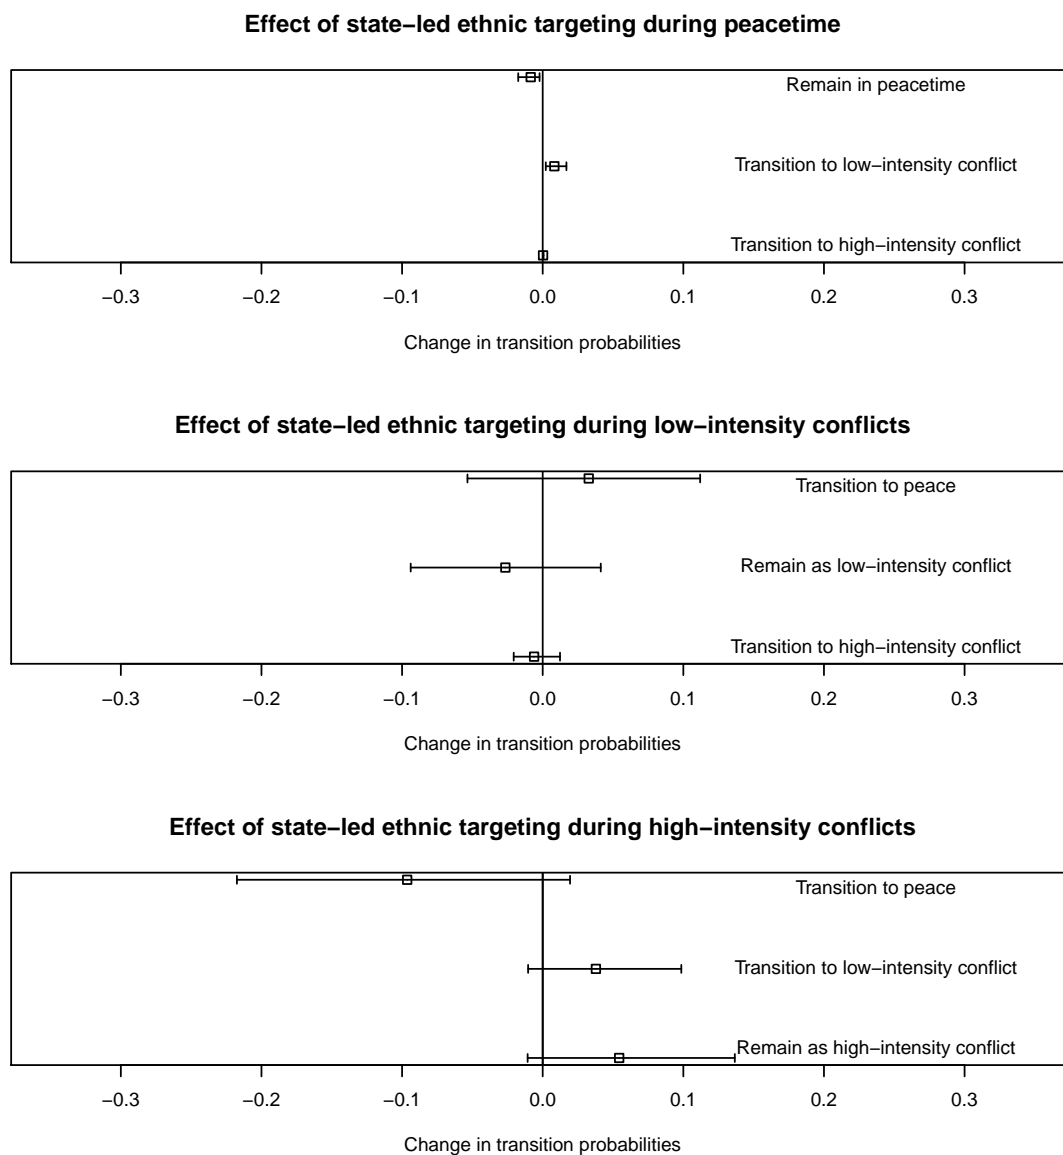 Effect of state−led ethnic targeting during peacetime
Remain in peacetime
Transition to low−intensity conflict
Transition to high−intensity conflict
−0.3 −0.2 −0.1 0.0 0.1 0.2 0.3
Change in transition probabilities
Effect of state−led ethnic targeting during low−intensity conflicts
Transition to peace
Remain as low−intensity conflict
Transition to high−intensity conflict
−0.3 −0.2 −0.1 0.0 0.1 0.2 0.3
Change in transition probabilities
Effect of state−led ethnic targeting during high−intensity conflicts
Transition to peace
Transition to low−intensity conflict
Remain as high−intensity conflict
−0.3 −0.2 −0.1 0.0 0.1 0.2 0.3
Change in transition probabilities